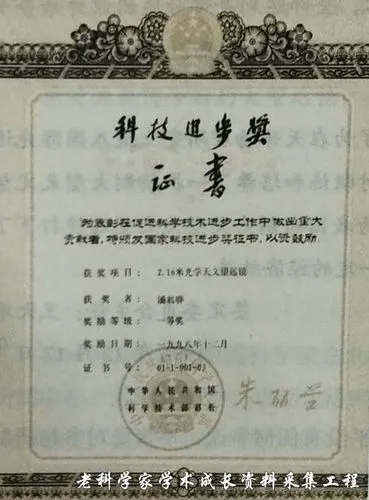 科技进步奖
证 书
为表彰在促进科学技术进步工作中做出重大
贡献者，特颁发国家科技进步奖证书，以资鼓励
获奖项目：2.16米光学天文望远镜
获奖者：
奖励等级：一等奖
奖励日期：一九九八年十二月
证书号：01-1-001-01
中华人民共和国
科学技术部部长
朱丽兰
老科学家学术成长资料采集工程